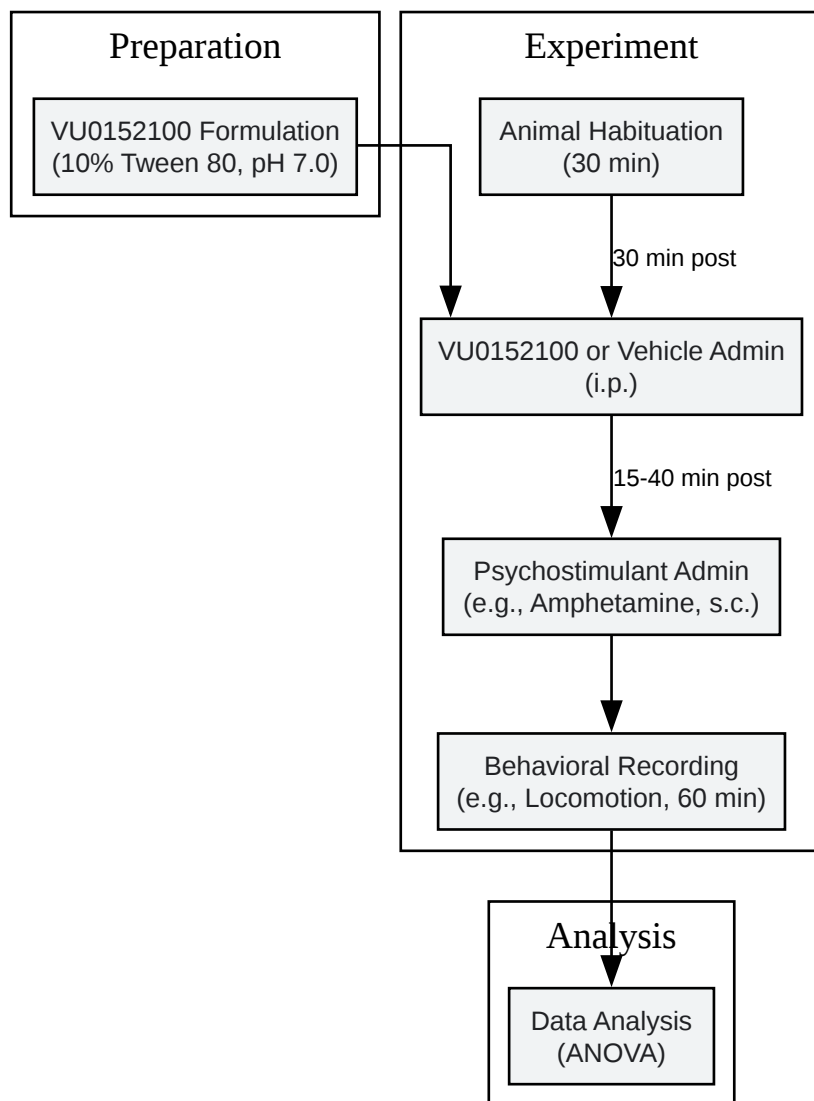 Preparation
VU0152100 Formulation
(10% Tween 80, pH 7.0)
Experiment
Animal Habituation
(30 min)
30 min post
VU0152100 or Vehicle Admin
(i.p.)
15-40 min post
Psychostimulant Admin
(e.g., Amphetamine, s.c.)
Behavioral Recording
(e.g., Locomotion, 60 min)
Analysis
Data Analysis
(ANOVA)